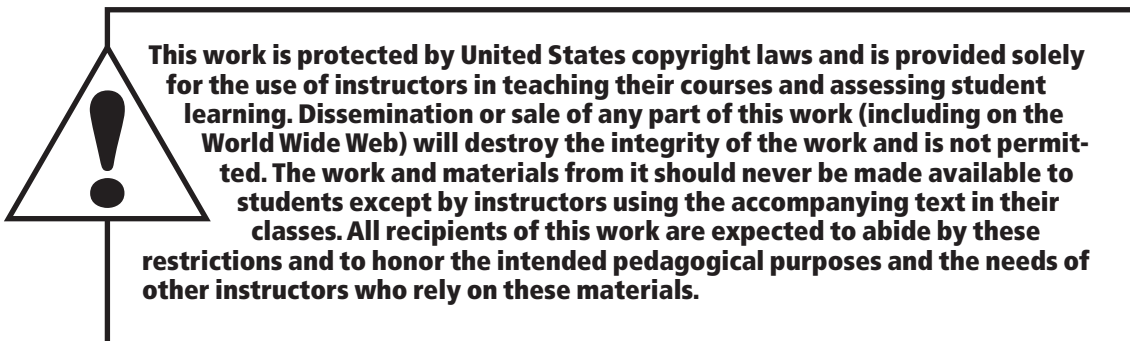 This work is protected by United States copyright laws and is provided solely
for the use of instructors in teaching their courses and assessing student
learning. Dissemination or sale of any part of this work (including on the
World Wide Web) will destroy the integrity of the work and is not permit-
ted. The work and materials from it should never be made available to
students except by instructors using the accompanying text in their
classes. All recipients of this work are expected to abide by these
restrictions and to honor the intended pedagogical purposes and the needs of
other instructors who rely on these materials.